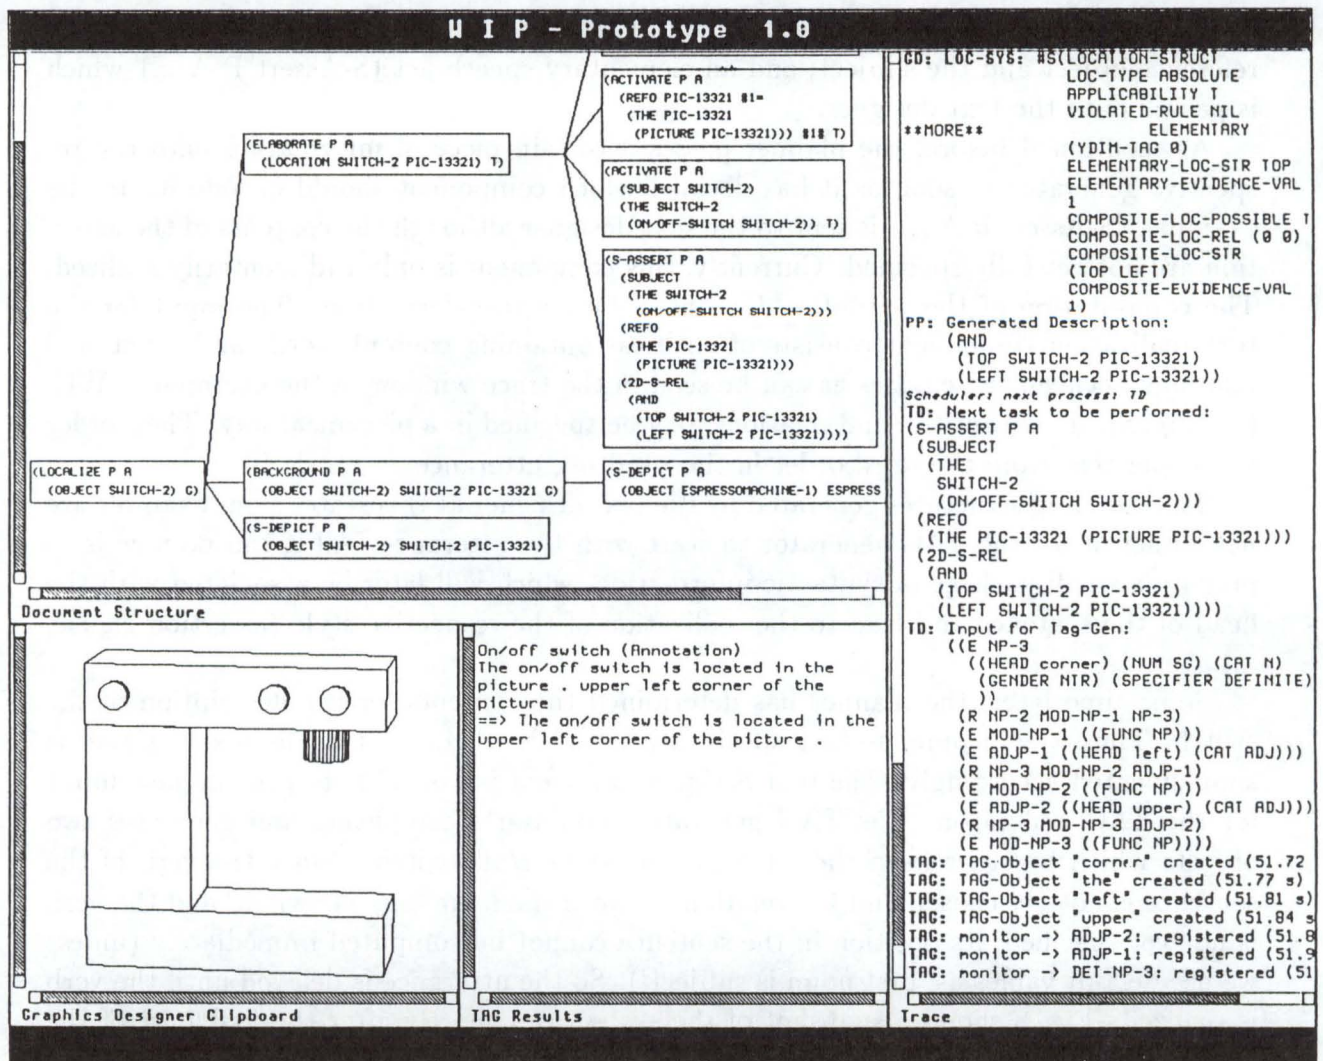 W I P - Prototype 1.0
(ACTIVATE P A
(REFO PIC-13321 #1=
(THE PIC-13321
(PICTURE PIC-13321))) #1# T)
(ELABORATE P A
(LOCATION SWITCH-2 PIC-13321) T)
(ACTIVATE P A
(SUBJECT SWITCH-2)
(THE SWITCH-2
(ON/OFF-SWITCH SWITCH-2)) T)
(S-ASSERT P A
(SUBJECT
(THE SWITCH-2
(ON/OFF-SWITCH SWITCH-2)))
(REFO
(THE PIC-13321
(PICTURE PIC-13321)))
(2D-S-REL
(AND
(TOP SWITCH-2 PIC-13321)
(LEFT SWITCH-2 PIC-13321))))
(LOCALIZE P A
(OBJECT SWITCH-2) G)
(BACKGROUND P A
(OBJECT SWITCH-2) SWITCH-2 PIC-13321 G)
(S-DEPICT P A
(OBJECT ESPRESSOMACHINE-1) ESPRESS
(S-DEPICT P A
(OBJECT SWITCH-2) SWITCH-2 PIC-13321)
Document Structure
Graphics Designer Clipboard
On/off switch (Annotation)
The on/off switch is located in the
picture . upper left corner of the
picture .
==> The on/off switch is located in the
upper left corner of the picture .
TAG Results
CD: LOC-SYS: #S(LOCATION-STRUCT
LOC-TYPE ABSOLUTE
APPLICABILITY T
VIOLATED-RULE NIL
**MORE** ELEMENTARY
(YDIM-TAG 0)
ELEMENTARY-LOC-STR TOP
ELEMENTARY-EVIDENCE-VAL
1
COMPOSITE-LOC-POSSIBLE T
COMPOSITE-LOC-REL (0 0)
COMPOSITE-LOC-STR
(TOP LEFT)
COMPOSITE-EVIDENCE-VAL
1)
PP: Generated Description:
(AND
(TOP SWITCH-2 PIC-13321)
(LEFT SWITCH-2 PIC-13321))
Scheduler: next process: TD
TD: Next task to be performed:
(S-ASSERT P A
(SUBJECT
(THE
SWITCH-2
(ON/OFF-SWITCH SWITCH-2)))
(REFO
(THE PIC-13321 (PICTURE PIC-13321)))
(2D-S-REL
(AND
(TOP SWITCH-2 PIC-13321)
(LEFT SWITCH-2 PIC-13321))))
TD: Input for Tag-Gen:
((E NP-3
((HEAD corner) (NUM SG) (CAT N)
(GENDER NTR) (SPECIFIER DEFINITE)
))
(R NP-2 MOD-NP-1 NP-3)
(E MOD-NP-1 ((FUNC NP)))
(E ADJP-1 ((HEAD left) (CAT ADJ)))
(R NP-3 MOD-NP-2 ADJP-1)
(E MOD-NP-2 ((FUNC NP)))
(E ADJP-2 ((HEAD upper) (CAT ADJ)))
(R NP-3 MOD-NP-3 ADJP-2)
(E MOD-NP-3 ((FUNC NP))))
TAG: TAG-Object "corner" created (51.72
TAG: TAG-Object "the" created (51.77 s)
TAG: TAG-Object "left" created (51.81 s)
TAG: TAG-Object "upper" created (51.84 s
TAG: monitor -> ADJP-2: registered (51.8
TAG: monitor -> ADJP-1: registered (51.9
TAG: monitor -> DET-NP-3: registered (51
Trace